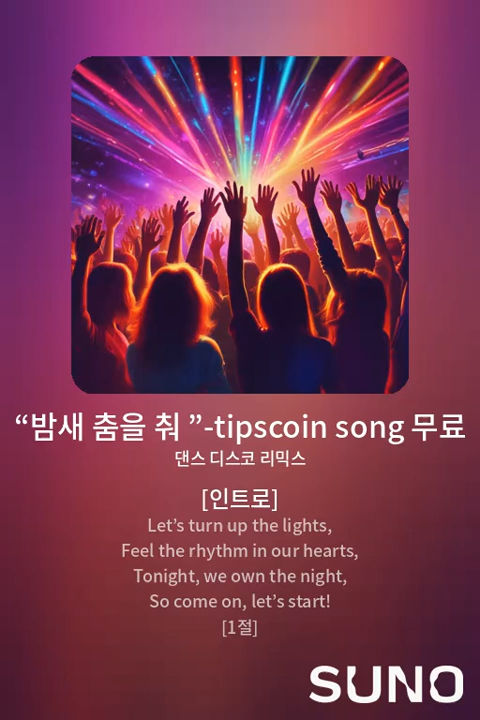 “밤새 춤을 춰 ”-tipscoin song 무료
댄스 디스코 리믹스
[인트로]
Let’s turn up the lights,
Feel the rhythm in our hearts,
Tonight, we own the night,
So come on, let’s start!
[1절]
SUNO